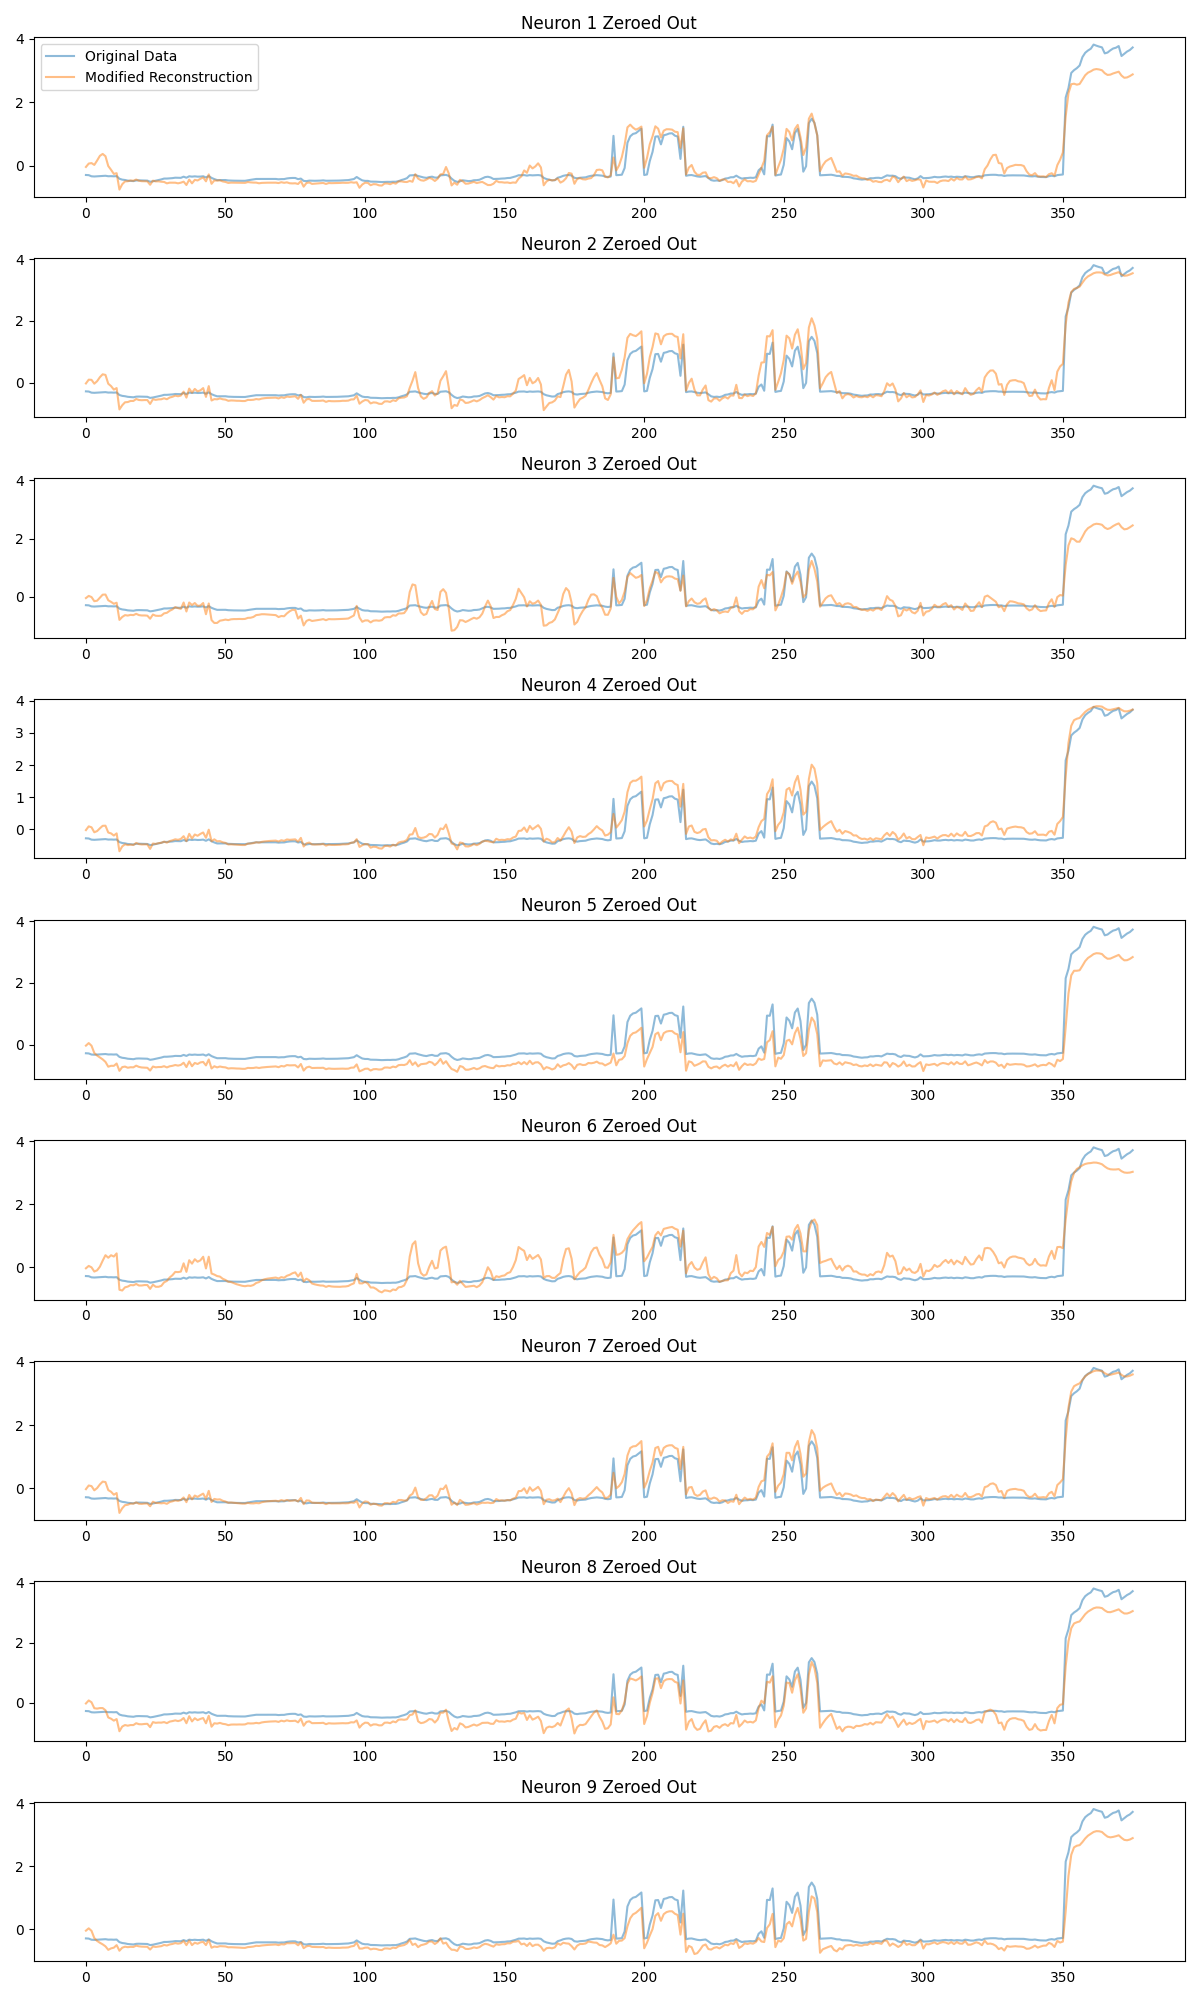 Neuron 1 Zeroed Out
Original Data
Modified Reconstruction
4
2
0
0 50 100 150 200 250 300 350
Neuron 2 Zeroed Out
4
2
0
0 50 100 150 200 250 300 350
Neuron 3 Zeroed Out
4
2
0
0 50 100 150 200 250 300 350
Neuron 4 Zeroed Out
4
3
2
1
0
0 50 100 150 200 250 300 350
Neuron 5 Zeroed Out
4
2
0
0 50 100 150 200 250 300 350
Neuron 6 Zeroed Out
4
2
0
0 50 100 150 200 250 300 350
Neuron 7 Zeroed Out
4
2
0
0 50 100 150 200 250 300 350
Neuron 8 Zeroed Out
4
2
0
0 50 100 150 200 250 300 350
Neuron 9 Zeroed Out
4
2
0
0 50 100 150 200 250 300 350